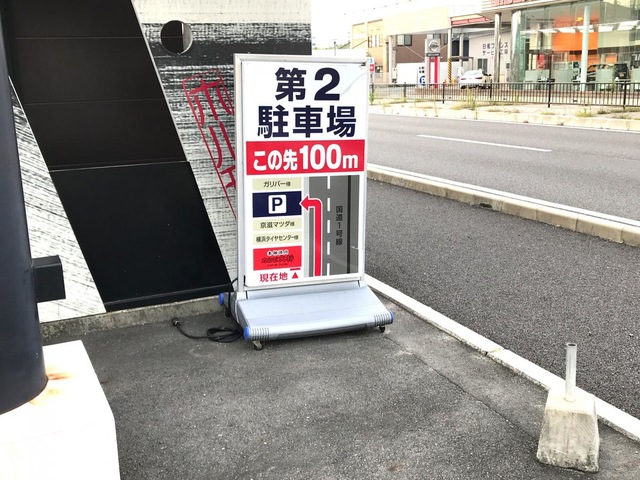 第2
駐車場
この先100m
ガリバー様
P
京滋マツダ様
横浜タイヤセンター様
国道1号線
現在地